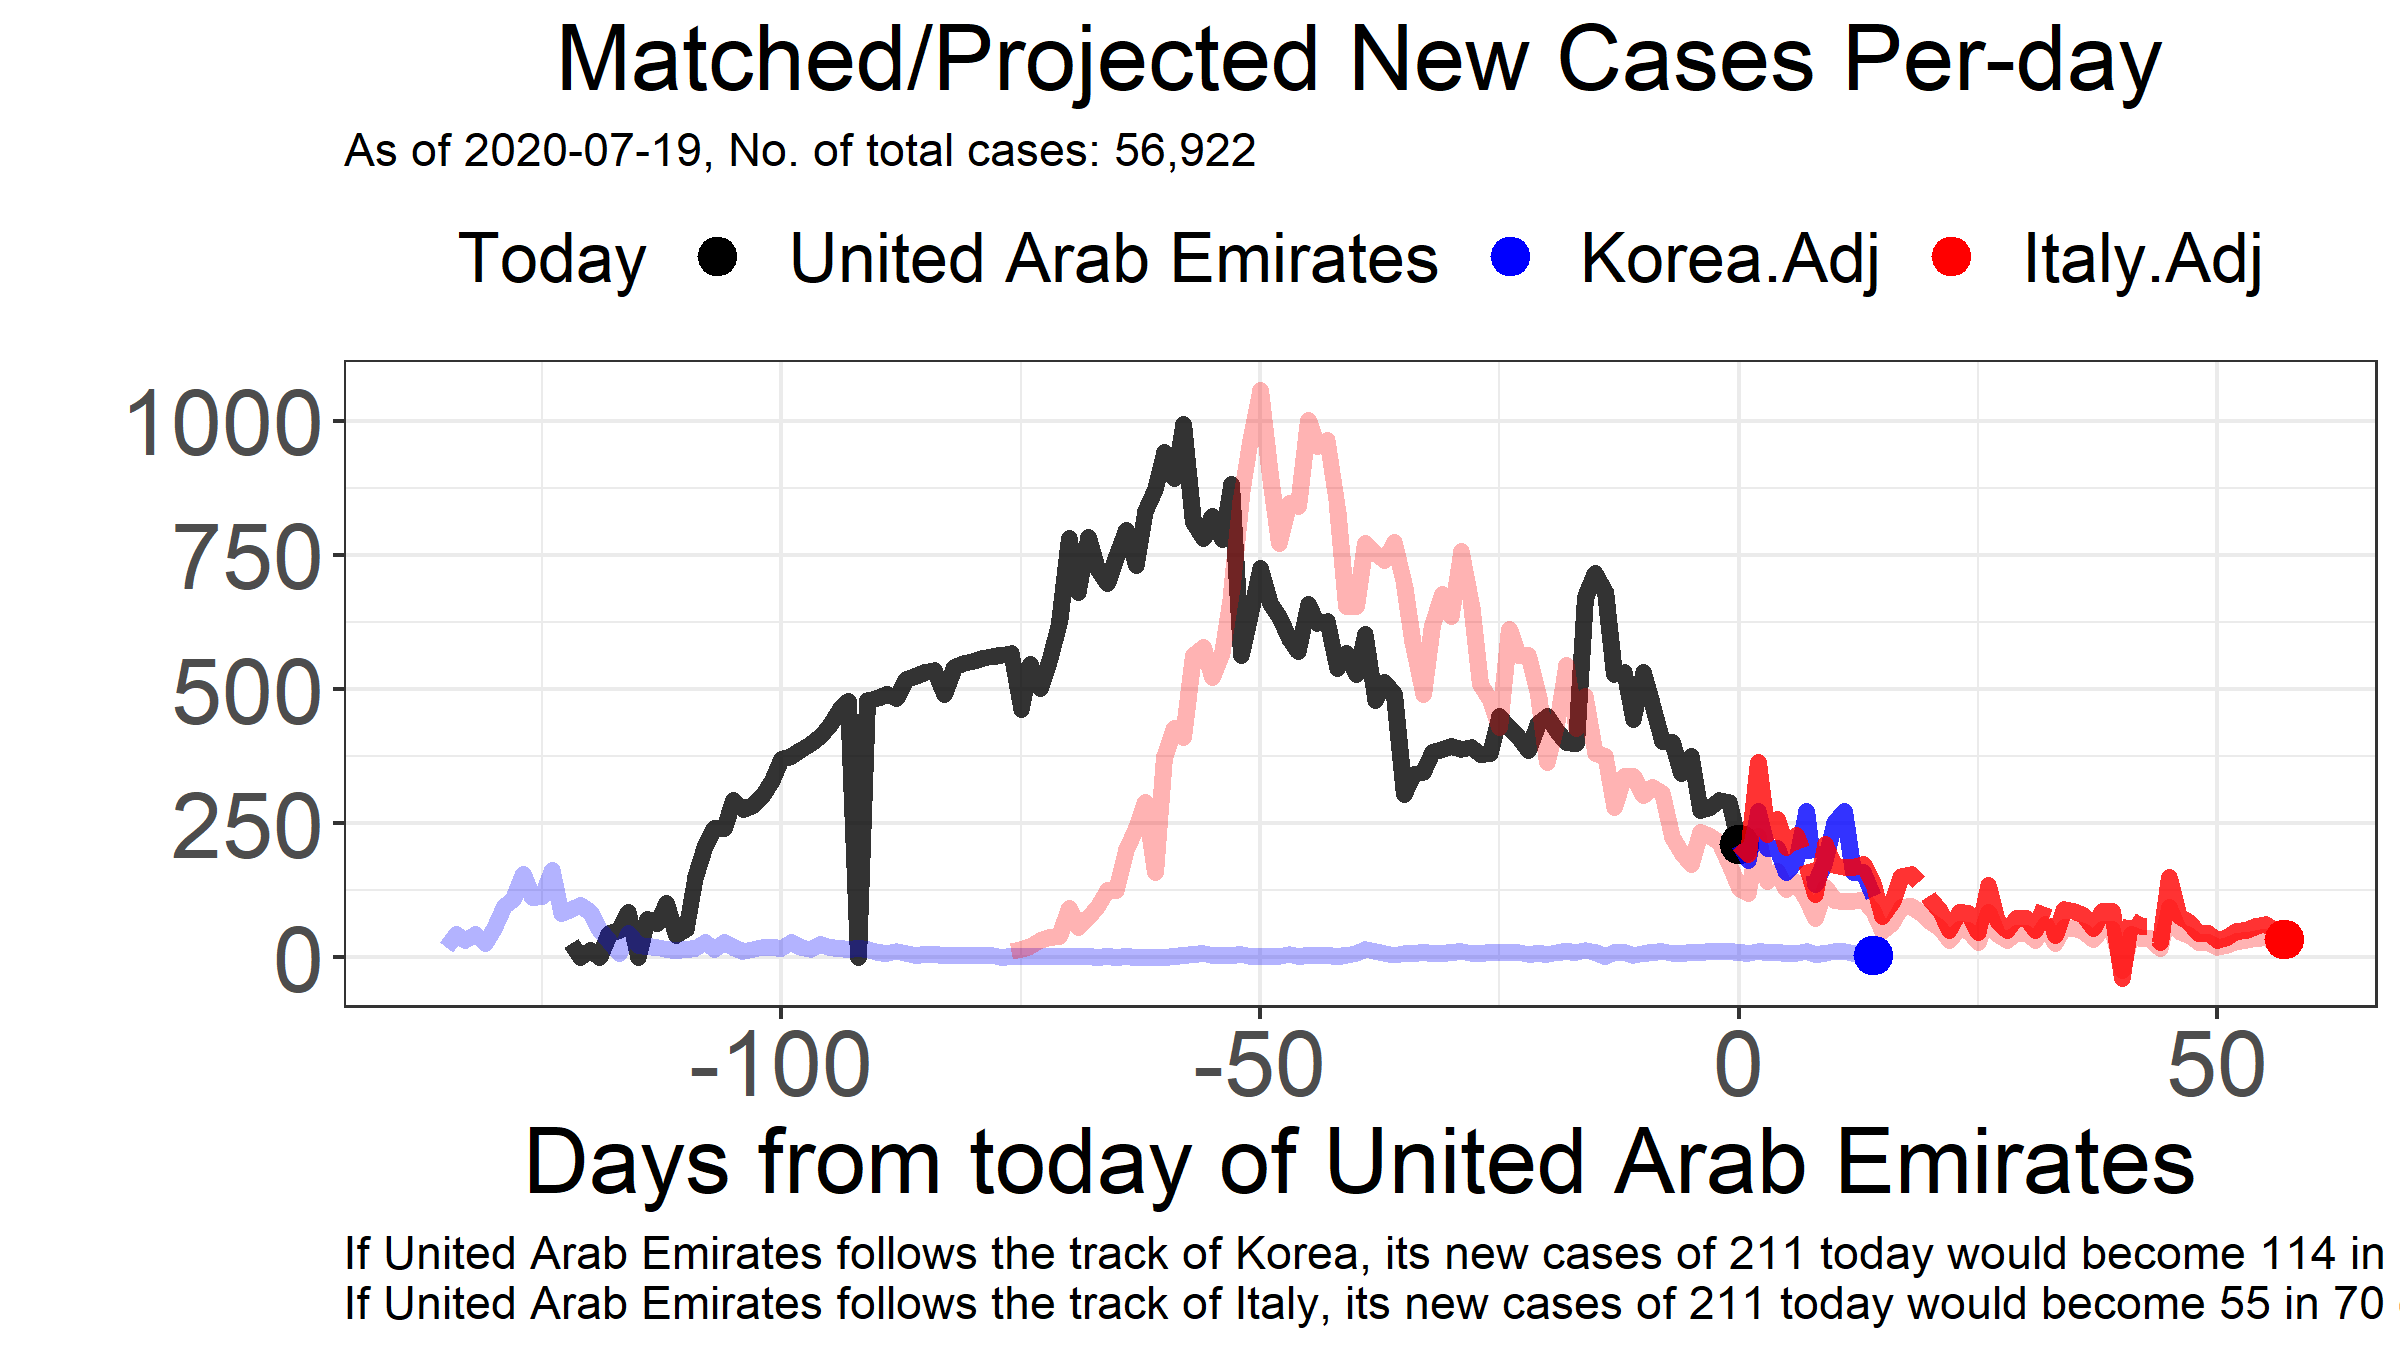 Matched/Projected New Cases Per-day
As of 2020-07-19, No. of total cases: 56,922
Today United Arab Emirates Korea.Adj Italy.Adj
1000
750
500
250
0
-100 -50 0 50
Days from today of United Arab Emirates
If United Arab Emirates follows the track of Korea, its new cases of 211 today would become 114 in
If United Arab Emirates follows the track of Italy, its new cases of 211 today would become 55 in 70